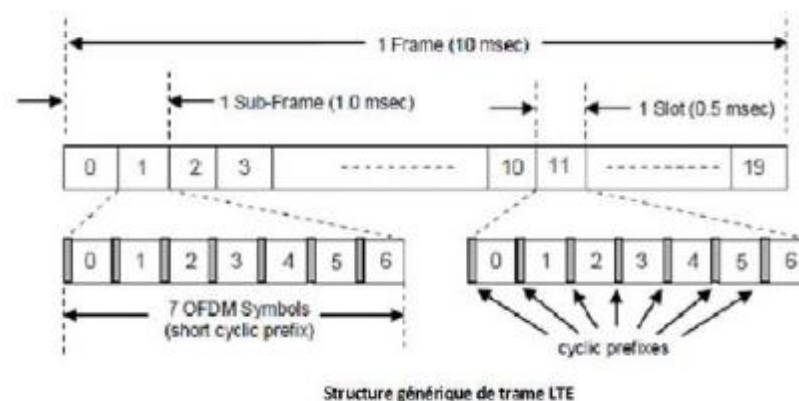 1 Frame (10 msec)
1 Sub-Frame (1.0 msec)
1 Slot (0.5 msec)
0 1 2 3 10 11 19
0 1 2 3 4 5 6
0 1 2 3 4 5 6
7 OFDM Symbols
(short cyclic prefix)
cyclic prefixes
Structure générique de trame LTE